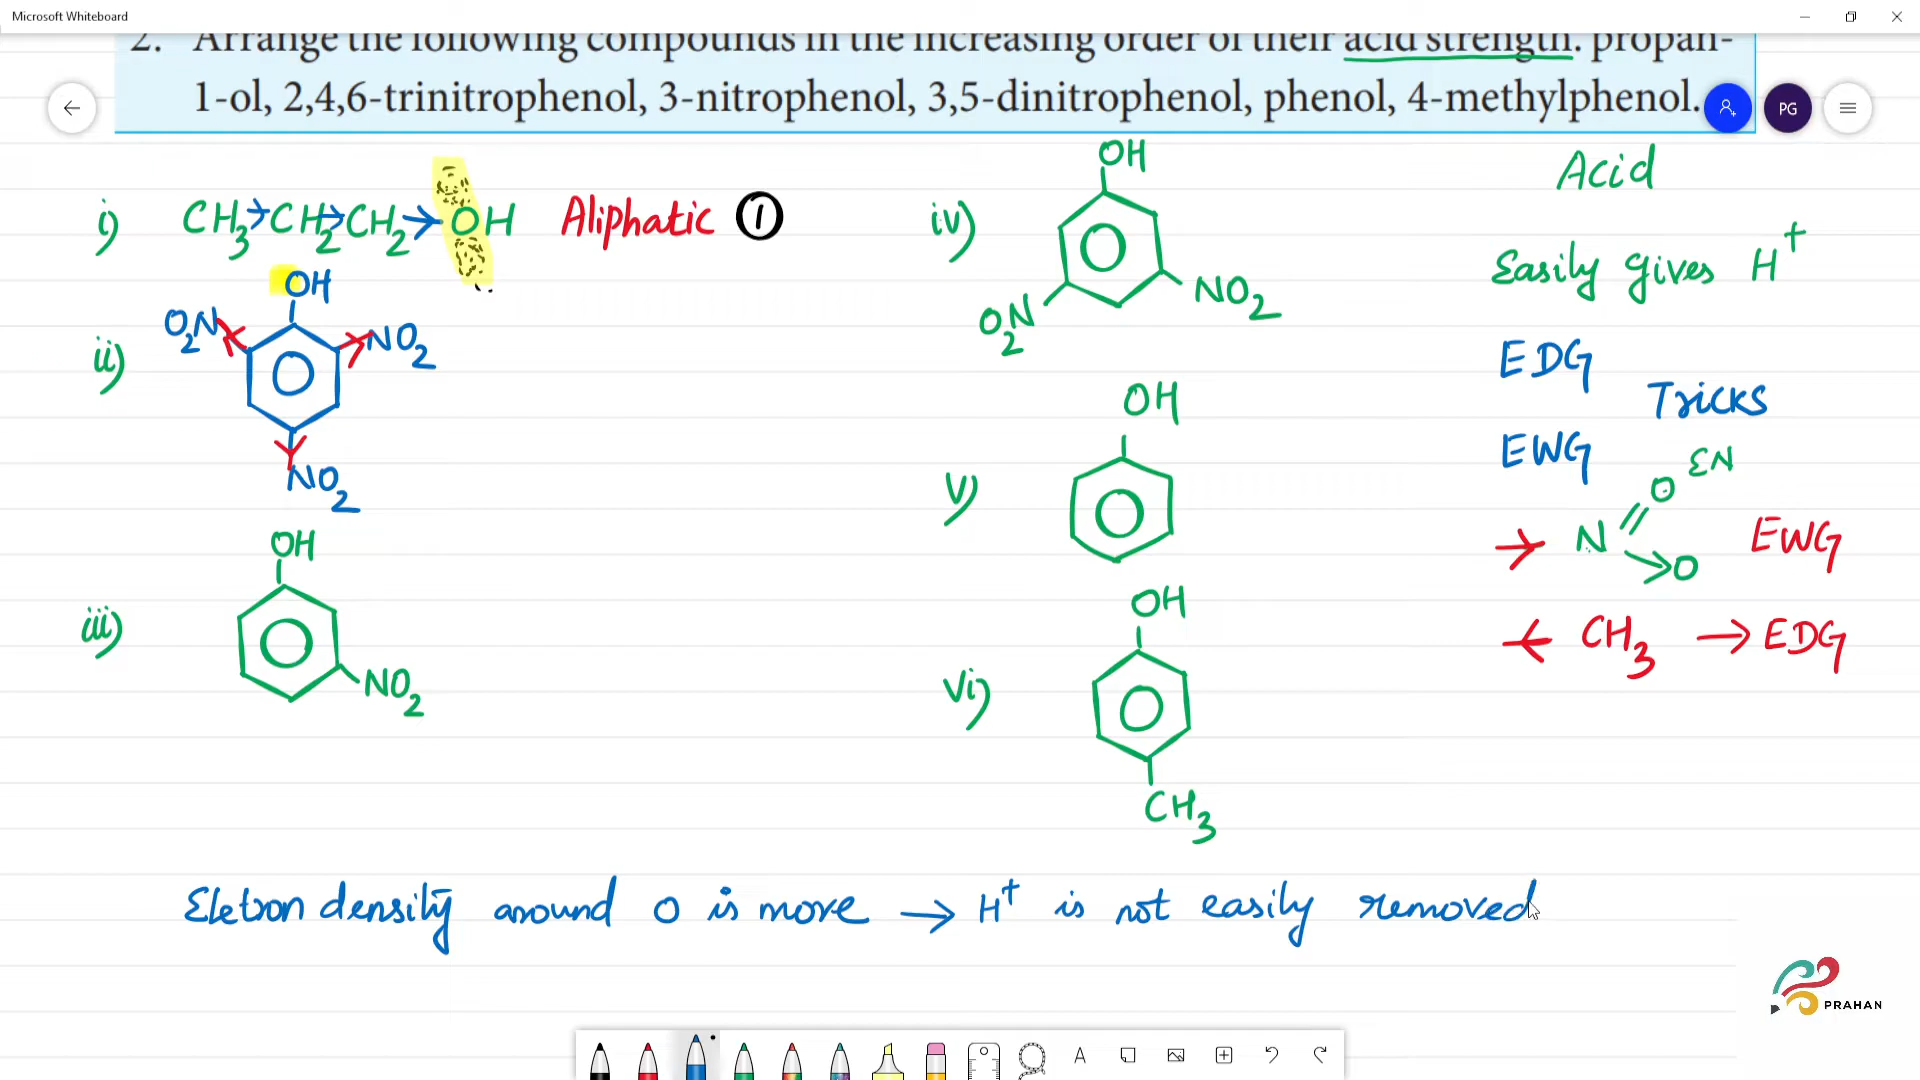 Microsoft Whiteboard
2. Arrange the following compounds in the increasing order of their acid strength: propan-
1-ol, 2,4,6-trinitrophenol, 3-nitrophenol, 3,5-dinitrophenol, phenol, 4-methylphenol.
PG
i) CH3 CH2 CH2 OH Aliphatic 1
ii) OH
O2N NO2
NO2
iii) OH
NO2
iv) OH
O2N NO2
v) OH
vi) OH
CH3
Acid
Easily gives H+
EDG
Tricks
EWG
O EN
N EWG
O
CH3 → EDG
Eletron density around O is more → H+ is not easily removed
PRAHAN
A